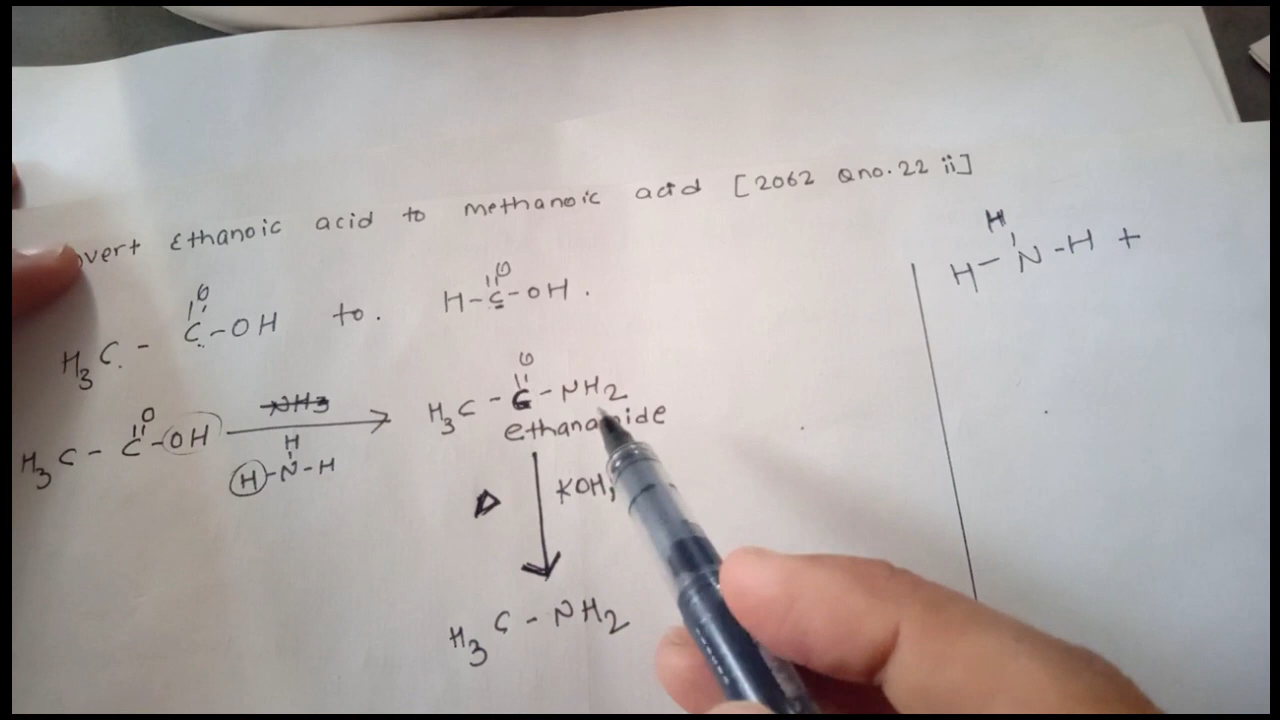 vert Ethanoic acid to methanoic acid [2062 Qno.22 ii]
O
H3C - C-OH to. H-C-OH.
O
H3C - C-OH NH3 H3C - C-NH2
O
H-N-H
H
ethanamide
KOH,
H3C - NH2
H
H-N-H +